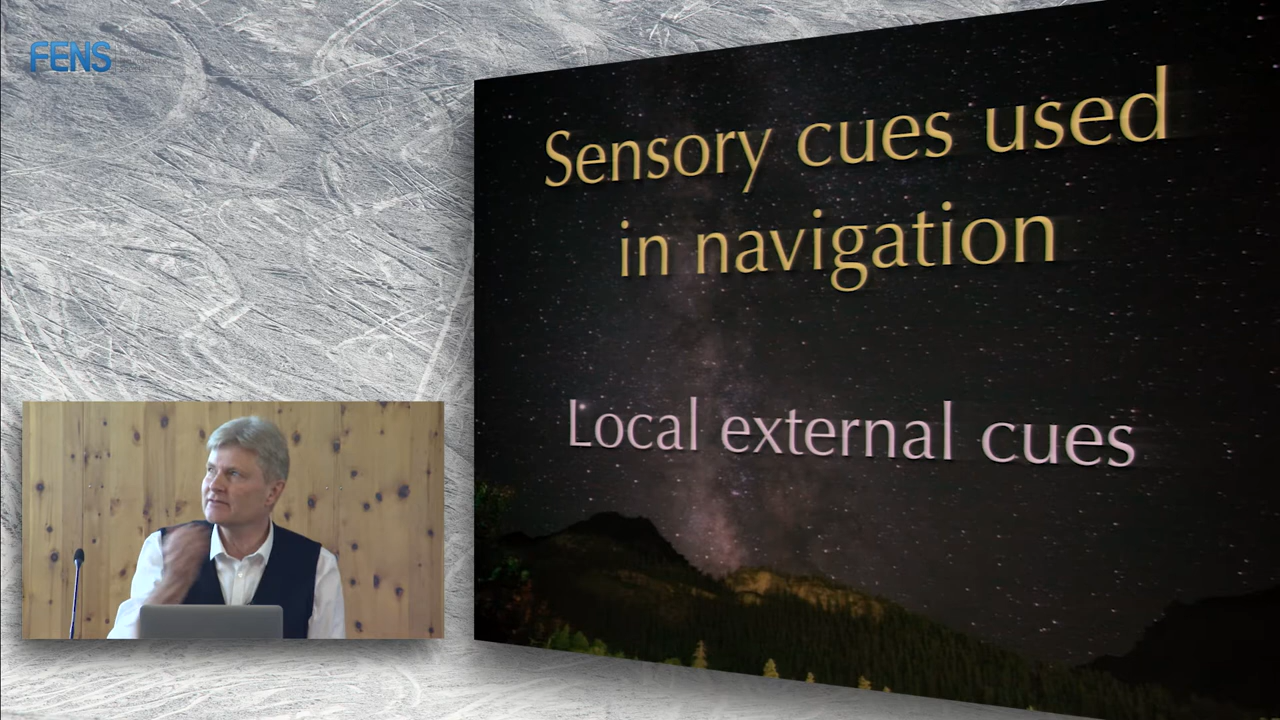 FENS
Sensory cues used
in navigation
Local external cues